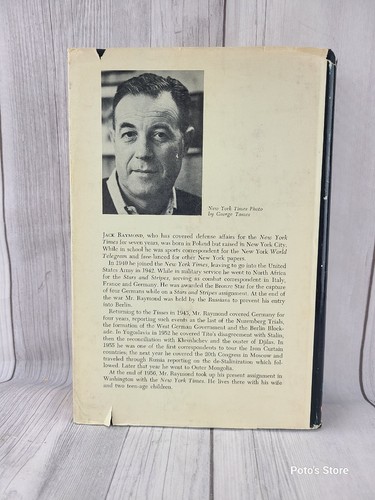 New York Times Photo
by George Tames
JACK RAYMOND, who has covered defense affairs for the New York
Times for seven years, was born in Poland but raised in New York City.
While in school he was sports correspondent for the New York World
Telegram and free-lanced for other New York papers.
In 1940 he joined the New York Times, leaving to go into the United
States Army in 1942. While in military service he went to North Africa
for the Stars and Stripes, serving as combat correspondent in Italy,
France and Germany. He was awarded the Bronze Star for the capture
of four Germans while on a Stars and Stripes assignment. At the end of
the war Mr. Raymond was held by the Russians to prevent his entry
into Berlin.
Returning to the Times in 1945, Mr. Raymond covered Germany for
four years, reporting such events as the last of the Nuremberg Trials,
the formation of the West German Government and the Berlin Block-
ade. In Yugoslavia in 1952 he covered Tito's disagreement with Stalin,
then the reconciliation with Khrushchev and the ouster of Djilas. In
1955 he was one of the first correspondents to tour the Iron Curtain
countries; the next year he covered the 20th Congress in Moscow and
traveled through Russia reporting on the de-Stalinization which fol-
lowed. Later that year he went to Outer Mongolia.
At the end of 1956, Mr. Raymond took up his present assignment in
Washington with the New York Times. He lives there with his wife
and two teen-age children.
Poto's Store